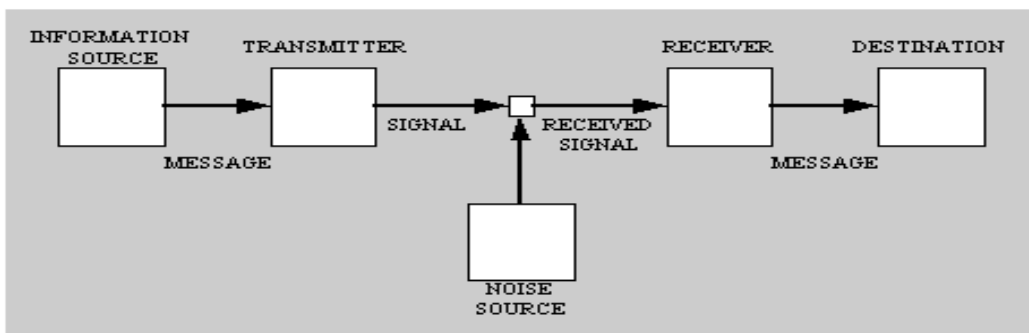 INFORMATION
SOURCE
TRANSMITTER
RECEIVER
DESTINATION
SIGNAL
RECEIVED
SIGNAL
MESSAGE
MESSAGE
NOISE
SOURCE